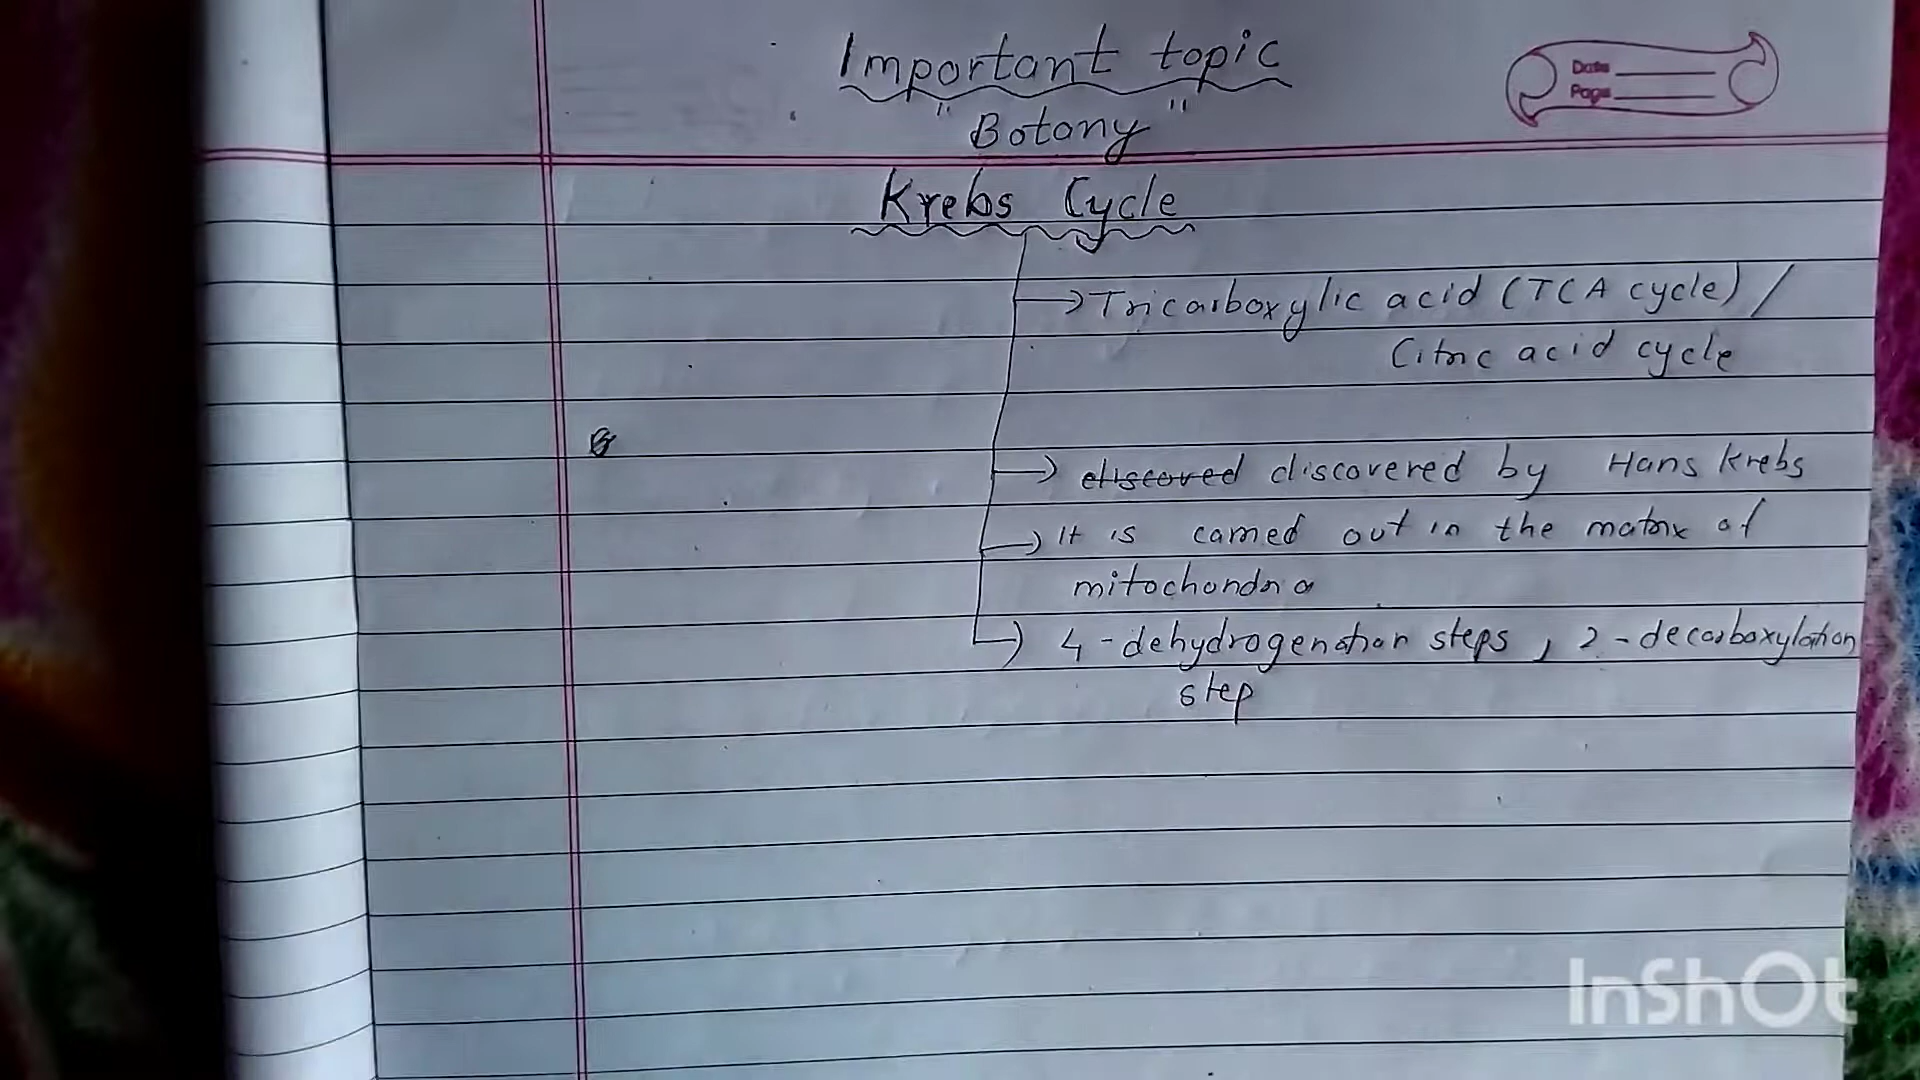 Important topic
Date
Page
"Botany"
Krebs Cycle
→ Tricarboxylic acid (TCA cycle) /
Citric acid cycle
→ discovered discovered by Hans Krebs
→ It is carried out in the matrix of
mitochondria
→ 4-dehydrogenation steps, 2-decarboxylation
step
InShOt